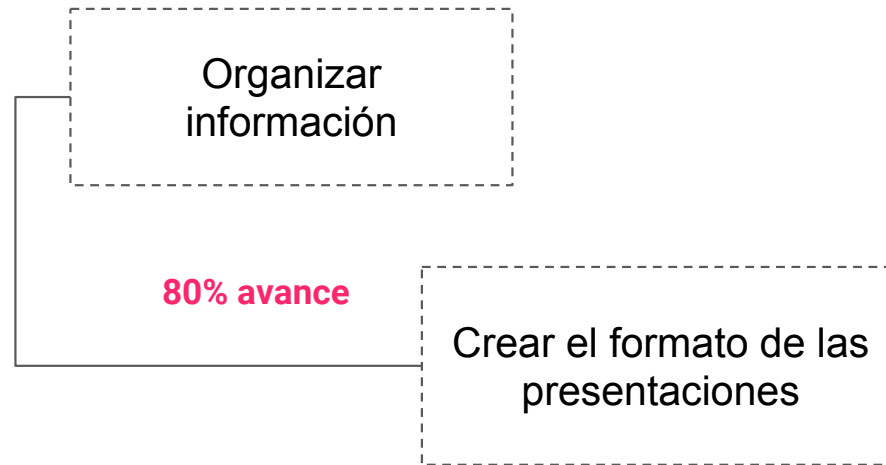 Organizar
información
80% avance
Crear el formato de las
presentaciones